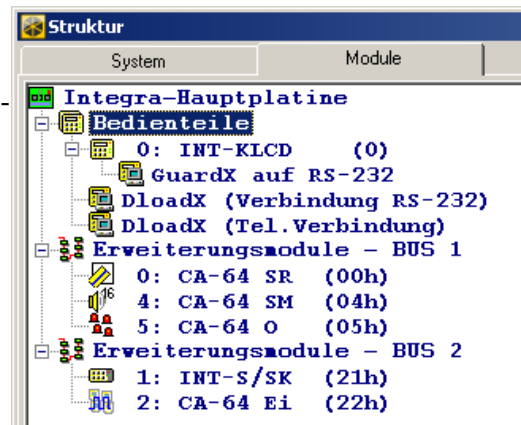 Struktur
System Module
Integra-Hauptplatine
Bedienteile
0: INT-KLCD (0)
GuardX auf RS-232
DloadX (Verbindung RS-232)
DloadX (Tel.Verbindung)
Erweiterungsmodule - BUS 1
0: CA-64 SR (00h)
4: CA-64 SM (04h)
5: CA-64 O (05h)
Erweiterungsmodule - BUS 2
1: INT-S/SK (21h)
2: CA-64 Ei (22h)